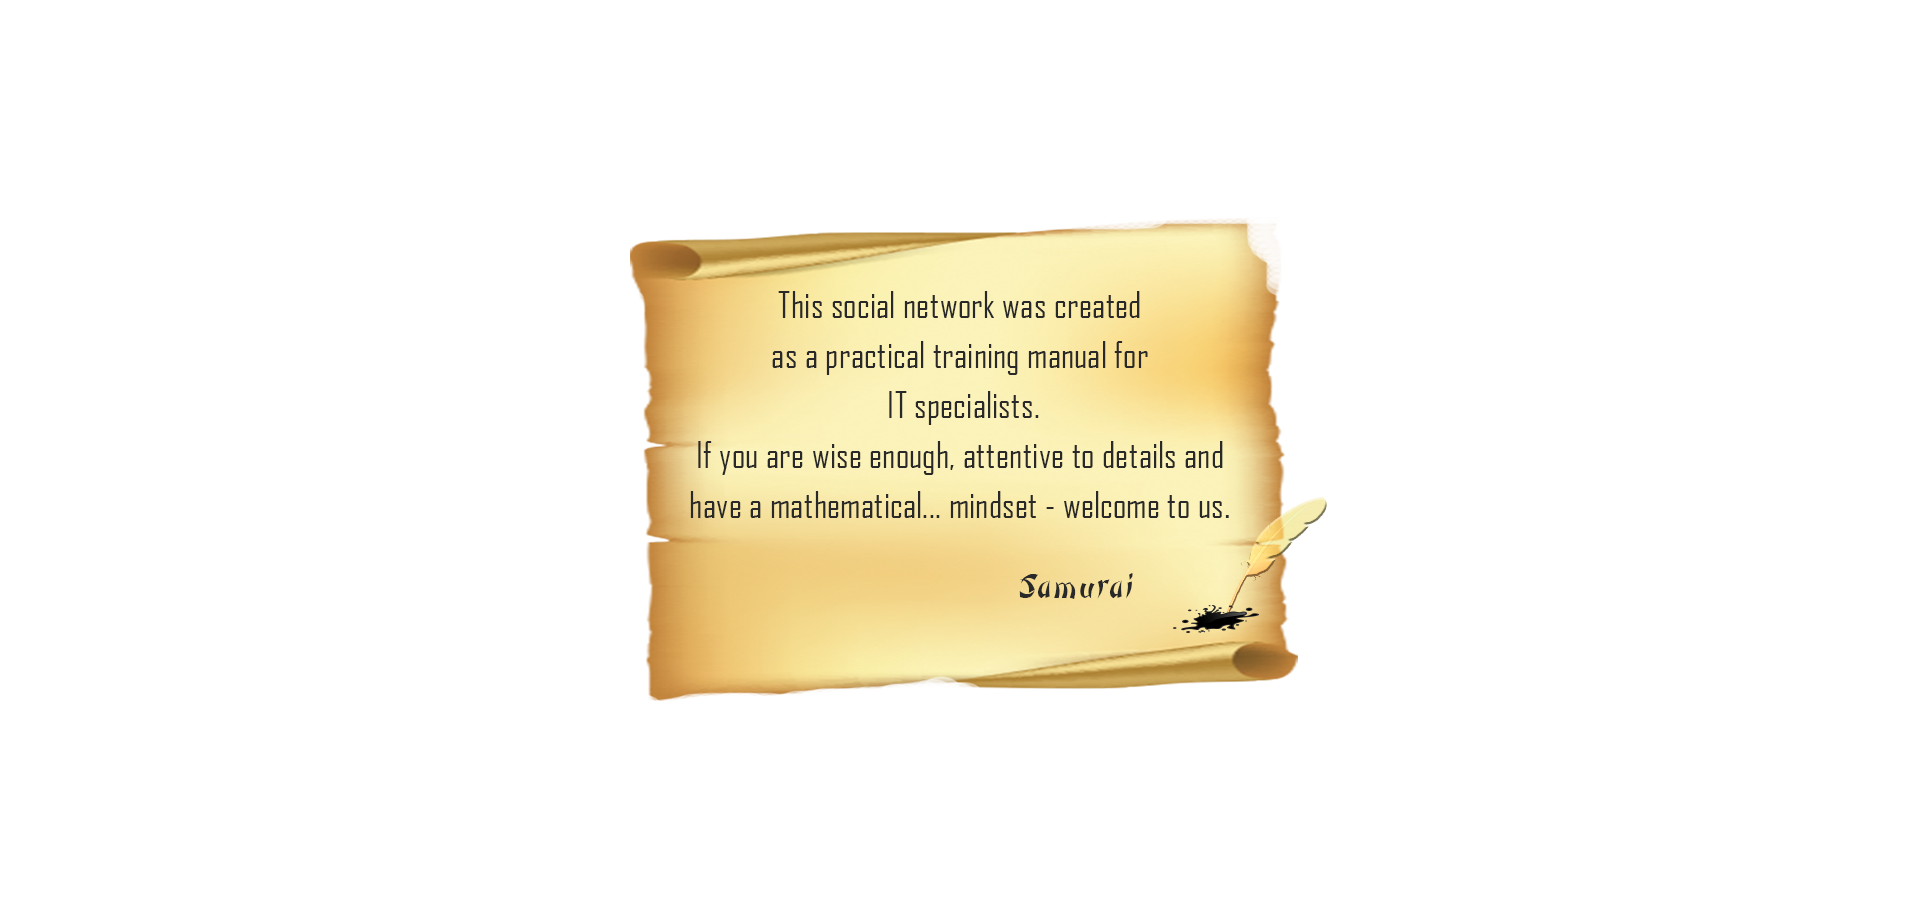 This social network was created
as a practical training manual for
IT specialists.
If you are wise enough, attentive to details and
have a mathematical... mindset - welcome to us.
Samurai